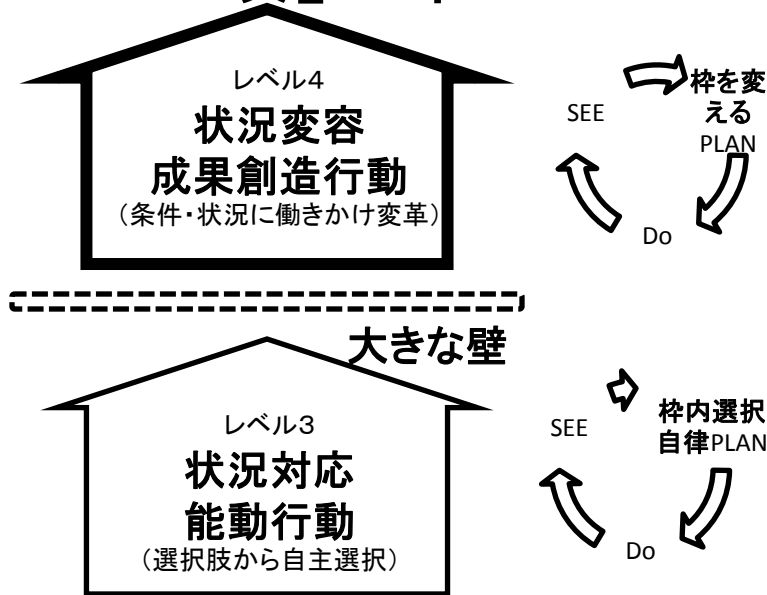 レベル4
状況変容
成果創造行動
（条件・状況に働きかけ変革）
SEE
枠を変
える
PLAN
Do
大きな壁
レベル3
状況対応
能動行動
（選択肢から自主選択）
SEE
枠内選択
自律PLAN
Do